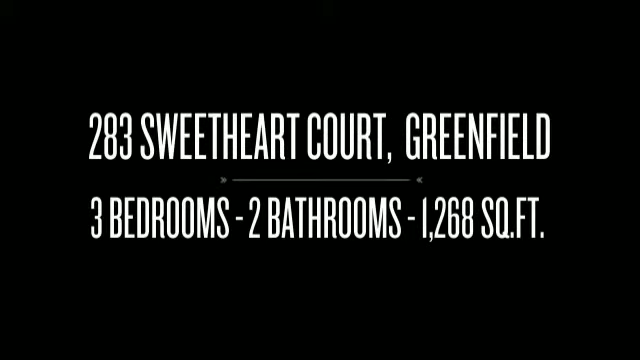 283 SWEETHEART COURT, GREENFIELD
3 BEDROOMS - 2 BATHROOMS - 1,268 SQ.FT.